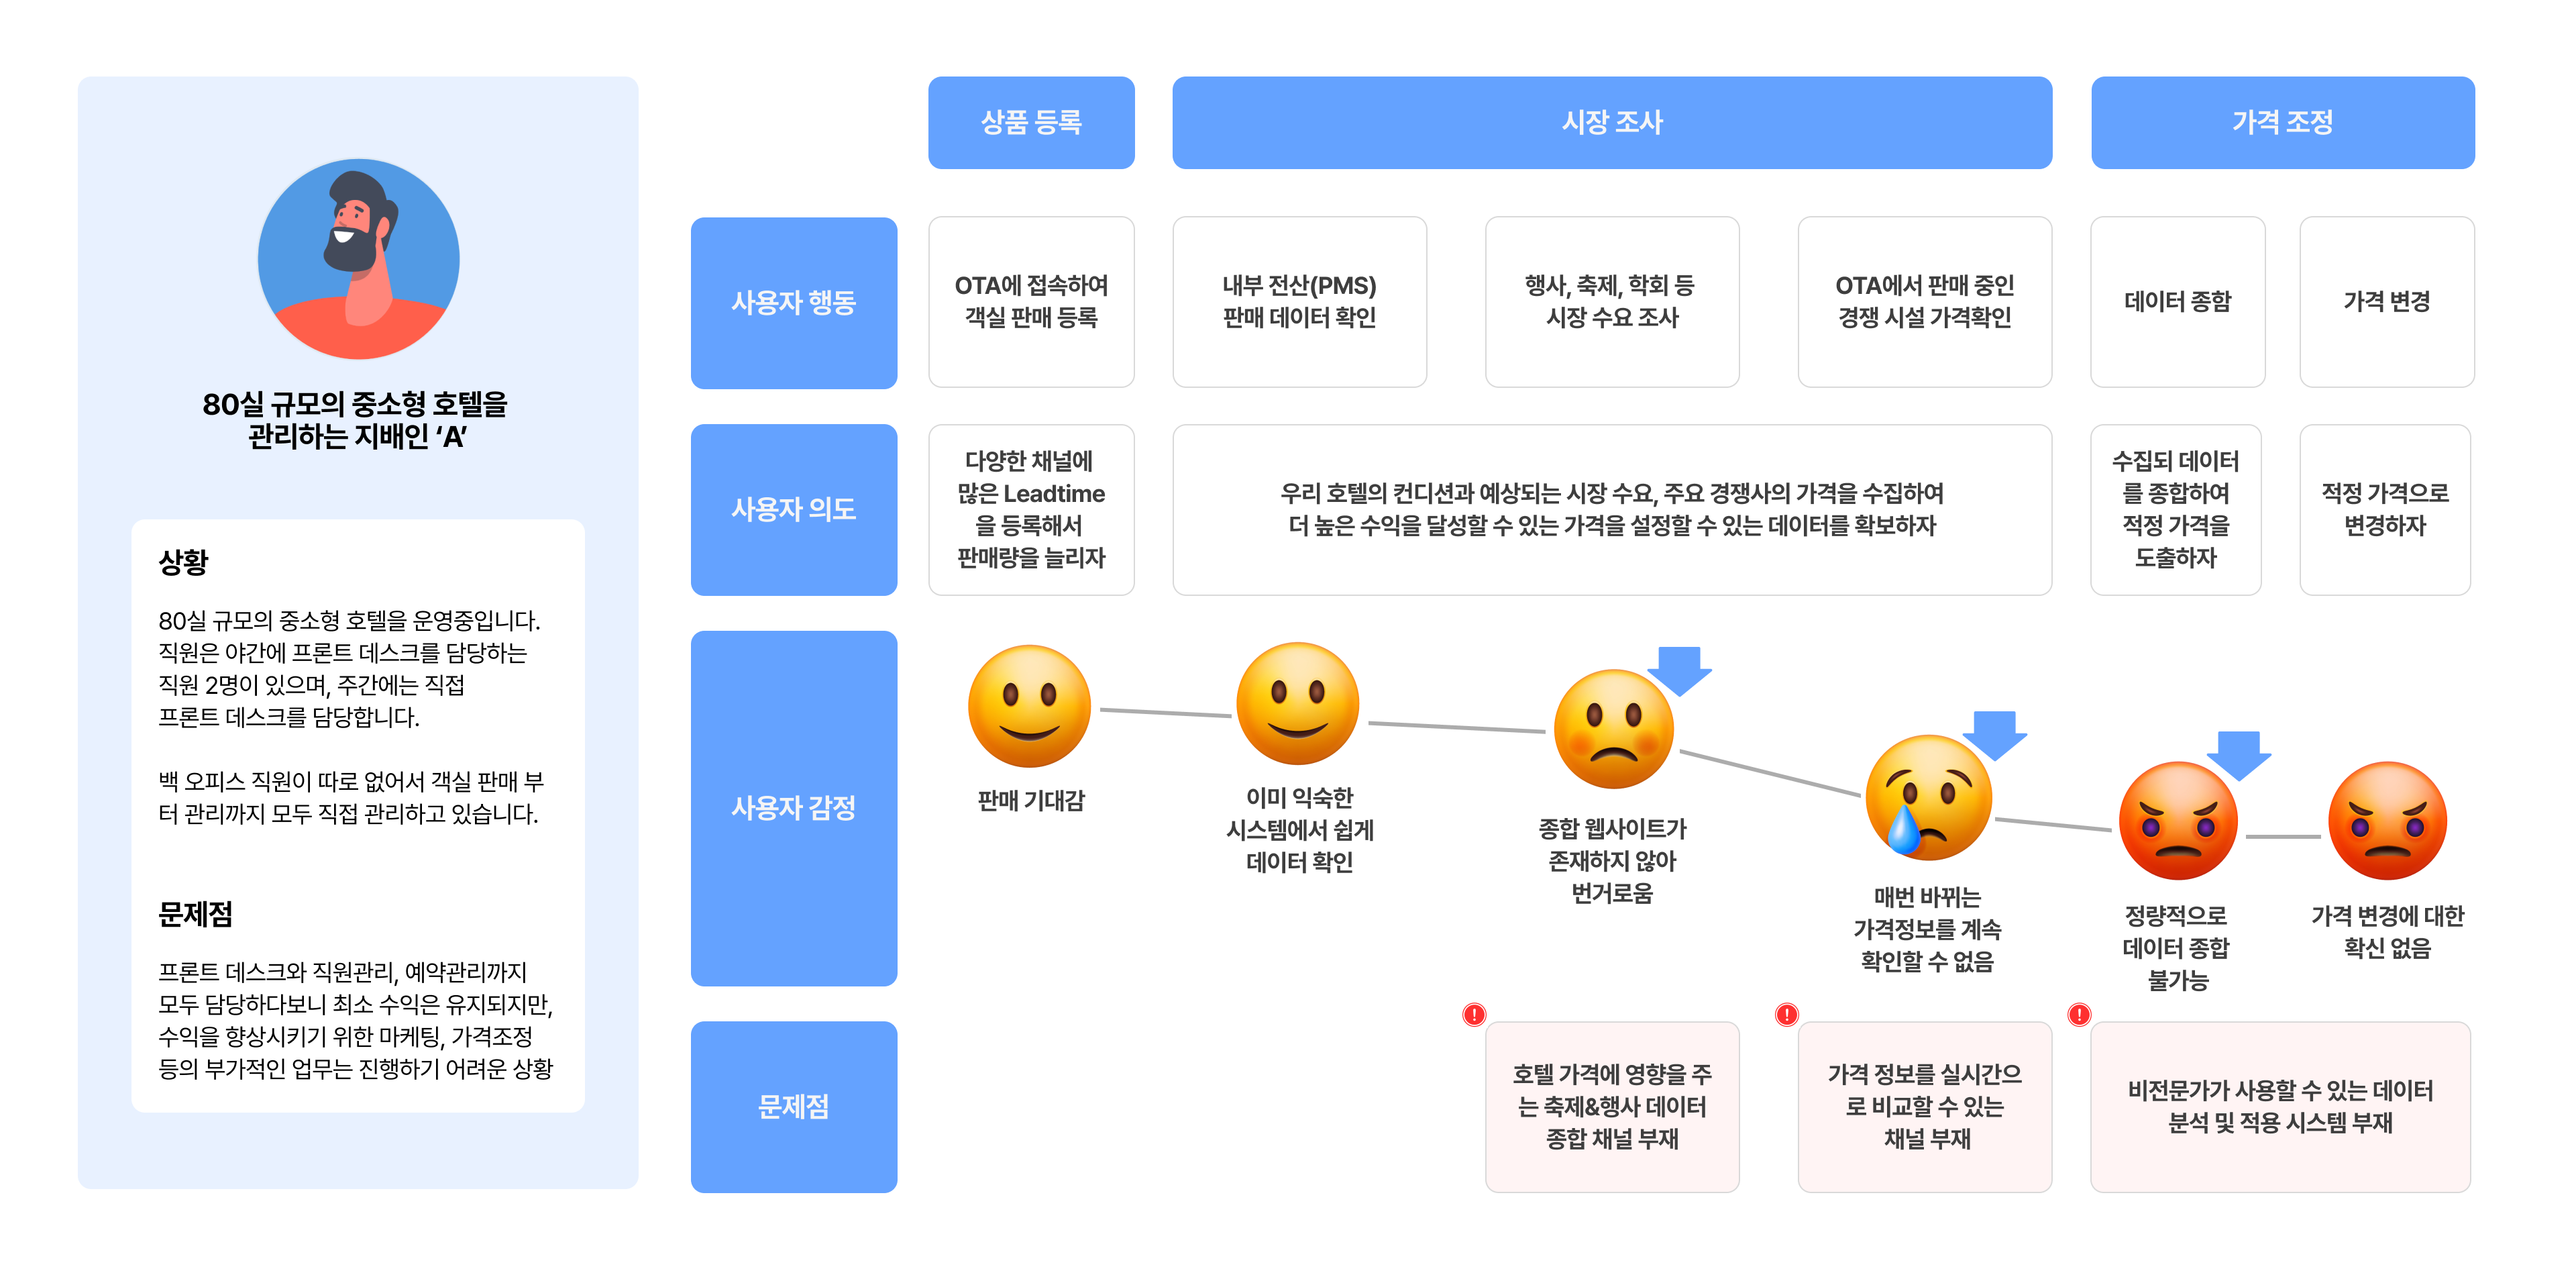 80실 규모의 중소형 호텔을
관리하는 지배인 ‘A’
상황
80실 규모의 중소형 호텔을 운영중입니다.
직원은 야간에 프론트 데스크를 담당하는
직원 2명이 있으며, 주간에는 직접
프론트 데스크를 담당합니다.
백 오피스 직원이 따로 없어서 객실 판매 부
터 관리까지 모두 직접 관리하고 있습니다.
문제점
프론트 데스크와 직원관리, 예약관리까지
모두 담당하다보니 최소 수익은 유지되지만,
수익을 향상시키기 위한 마케팅, 가격조정
등의 부가적인 업무는 진행하기 어려운 상황
상품 등록
시장 조사
가격 조정
사용자 행동
OTA에 접속하여
객실 판매 등록
내부 전산(PMS)
판매 데이터 확인
행사, 축제, 학회 등
시장 수요 조사
OTA에서 판매 중인
경쟁 시설 가격확인
데이터 종합
가격 변경
사용자 의도
다양한 채널에
많은 Leadtime
을 등록해서
판매량을 늘리자
우리 호텔의 컨디션과 예상되는 시장 수요, 주요 경쟁사의 가격을 수집하여
더 높은 수익을 달성할 수 있는 가격을 설정할 수 있는 데이터를 확보하자
수집되 데이터
를 종합하여
적정 가격을
도출하자
적정 가격으로
변경하자
사용자 감정
판매 기대감
이미 익숙한
시스템에서 쉽게
데이터 확인
종합 웹사이트가
존재하지 않아
번거로움
매번 바뀌는
가격정보를 계속
확인할 수 없음
정량적으로
데이터 종합
불가능
가격 변경에 대한
확신 없음
문제점
호텔 가격에 영향을 주
는 축제&행사 데이터
종합 채널 부재
가격 정보를 실시간으
로 비교할 수 있는
채널 부재
비전문가가 사용할 수 있는 데이터
분석 및 적용 시스템 부재